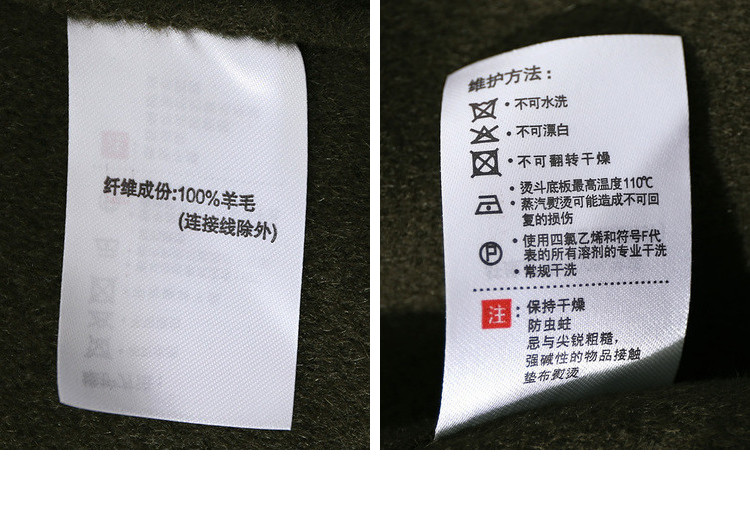 纤维成份:100%羊毛
(连接线除外)
维护方法:
• 不可水洗
• 不可漂白
• 不可翻转干燥
• 烫斗底板最高温度110℃
• 蒸汽熨烫可能造成不可回
复的损伤
P
• 使用四氯乙烯和符号F代
表的所有溶剂的专业干洗
• 常规干洗
注:保持干燥
防虫蛀
忌与尖锐粗糙,
强碱性的物品接触
垫布熨烫